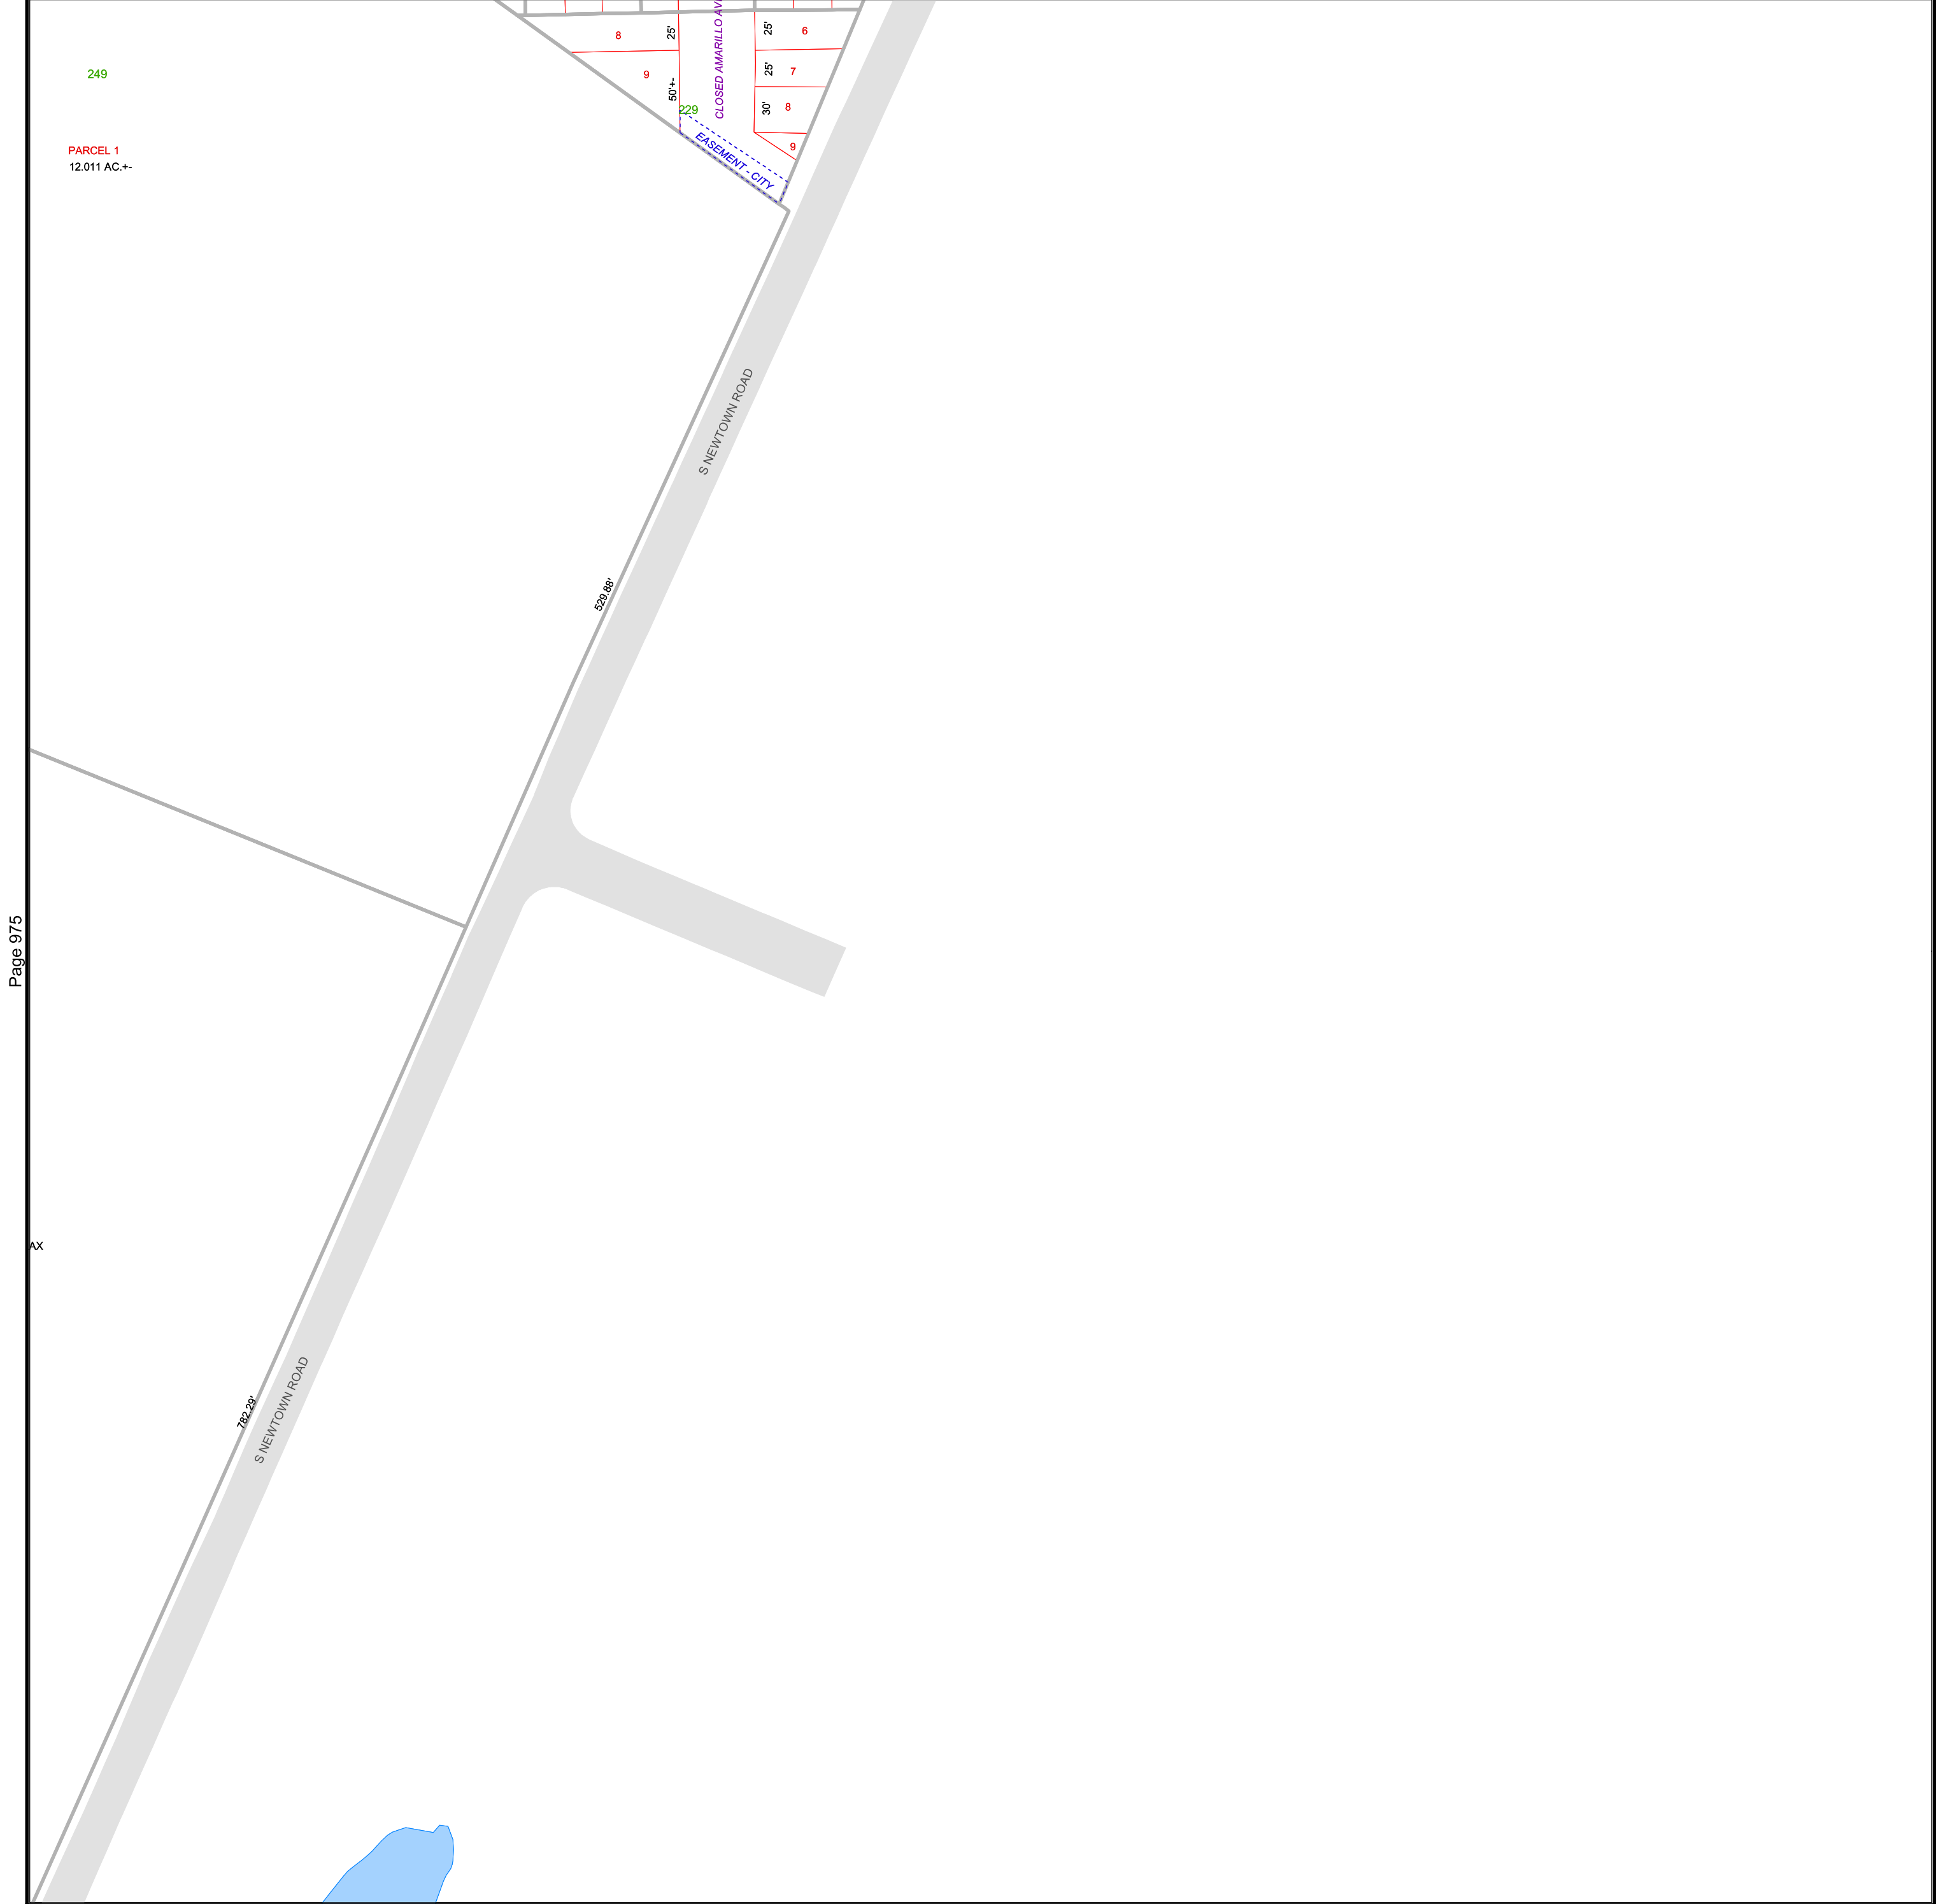 CLOSED AMARILLO AV
8
25'
25'
6
249
9
50'+-
25'
7
229
30'
8
PARCEL 1
12.011 AC.+-
EASEMENT - CITY
9
S NEWTOWN ROAD
529.88'
Page 975
AX
782.29'
S NEWTOWN ROAD